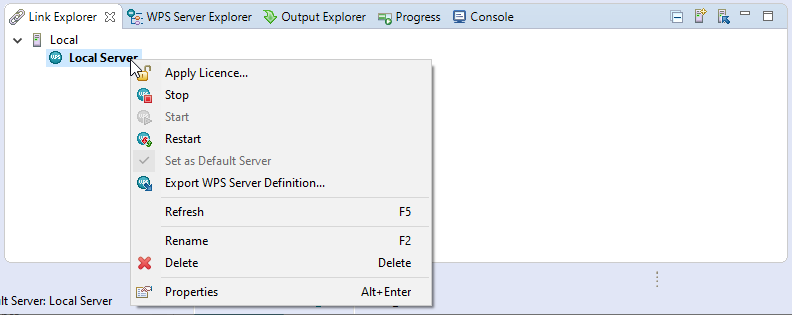 Link Explorer WPS Server Explorer Output Explorer Progress Console
Local
WPS Local Server
Apply Licence...
Stop
Start
Restart
Set as Default Server
Export WPS Server Definition...
Refresh F5
Rename F2
Delete Delete
Properties Alt+Enter
lt Server: Local Server